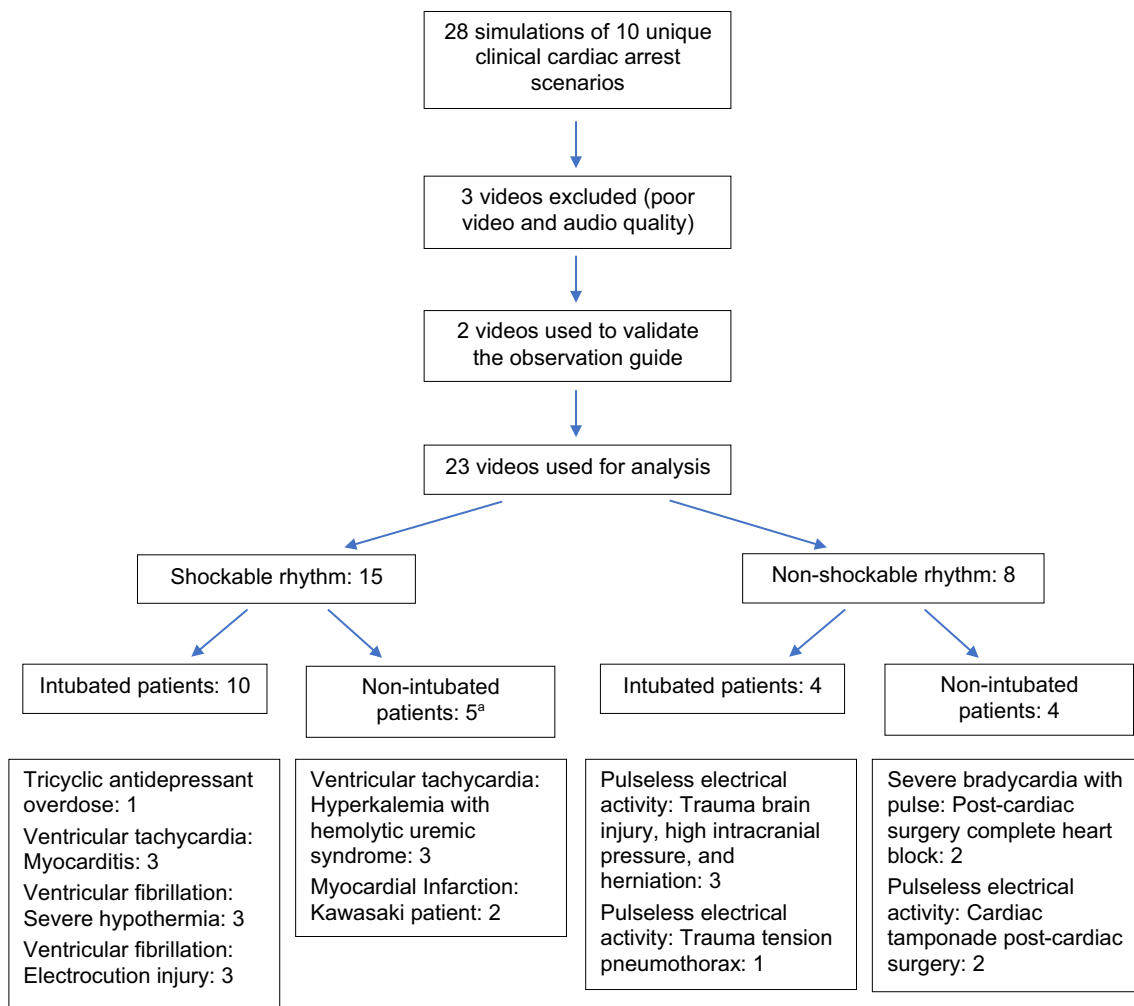 28 simulations of 10 unique
clinical cardiac arrest
scenarios
3 videos excluded (poor
video and audio quality)
2 videos used to validate
the observation guide
23 videos used for analysis
Shockable rhythm: 15
Non-shockable rhythm: 8
Intubated patients: 10
Non-intubated
patients: 5ᵃ
Intubated patients: 4
Non-intubated
patients: 4
Tricyclic antidepressant
overdose: 1
Ventricular tachycardia:
Myocarditis: 3
Ventricular fibrillation:
Severe hypothermia: 3
Ventricular fibrillation:
Electrocution injury: 3
Ventricular tachycardia:
Hyperkalemia with
hemolytic uremic
syndrome: 3
Myocardial Infarction:
Kawasaki patient: 2
Pulseless electrical
activity: Trauma brain
injury, high intracranial
pressure, and
herniation: 3
Pulseless electrical
activity: Trauma tension
pneumothorax: 1
Severe bradycardia with
pulse: Post-cardiac
surgery complete heart
block: 2
Pulseless electrical
activity: Cardiac
tamponade post-cardiac
surgery: 2